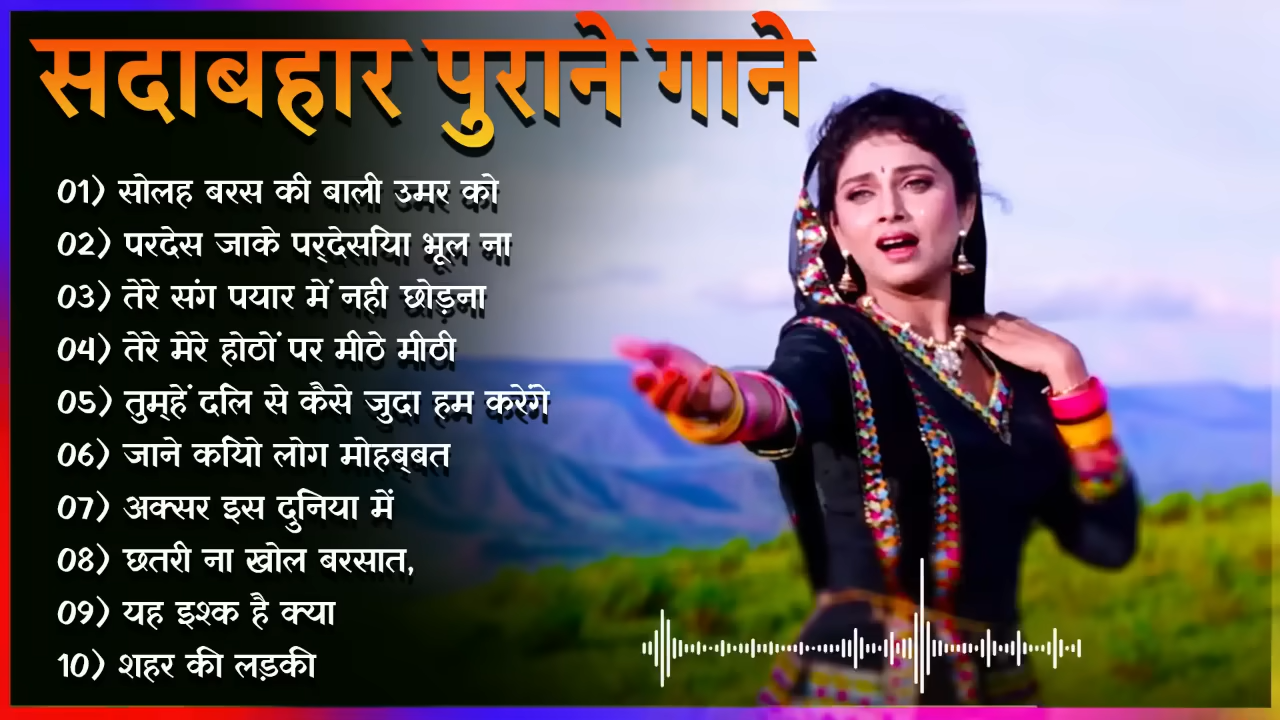 सदाबहार पुराने गाने
01) सोलह बरस की बाली उमर को
02) परदेस जाके पर्देसयिा भूल ना
03) तेरे संग पयार में नही छोड़ना
04) तेरे मेरे होठों पर मीठे मीठी
05) तुम्हें दलि से कैसे जुदा हम करेंगे
06) जाने कयिो लोग मोहब्बत
07) अक्सर इस दुनिया में
08) छतरी ना खोल बरसात,
09) यह इश्क है क्या
10) शहर की लड़की